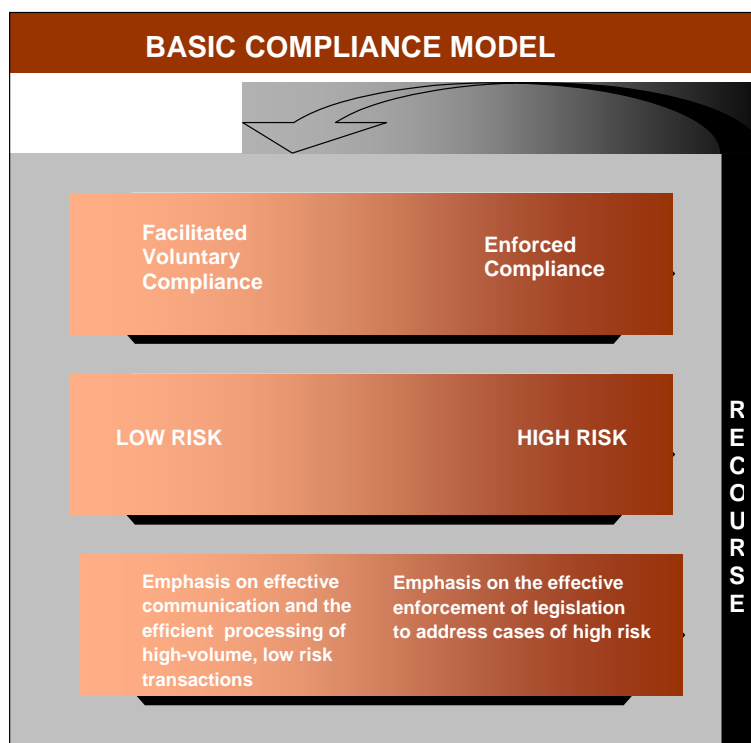 BASIC COMPLIANCE MODEL
Facilitated
Voluntary
Compliance
Enforced
Compliance
LOW RISK
HIGH RISK
Emphasis on effective
communication and the
efficient processing of
high-volume, low risk
transactions
Emphasis on the effective
enforcement of legislation
to address cases of high risk
R
E
C
O
U
R
S
E